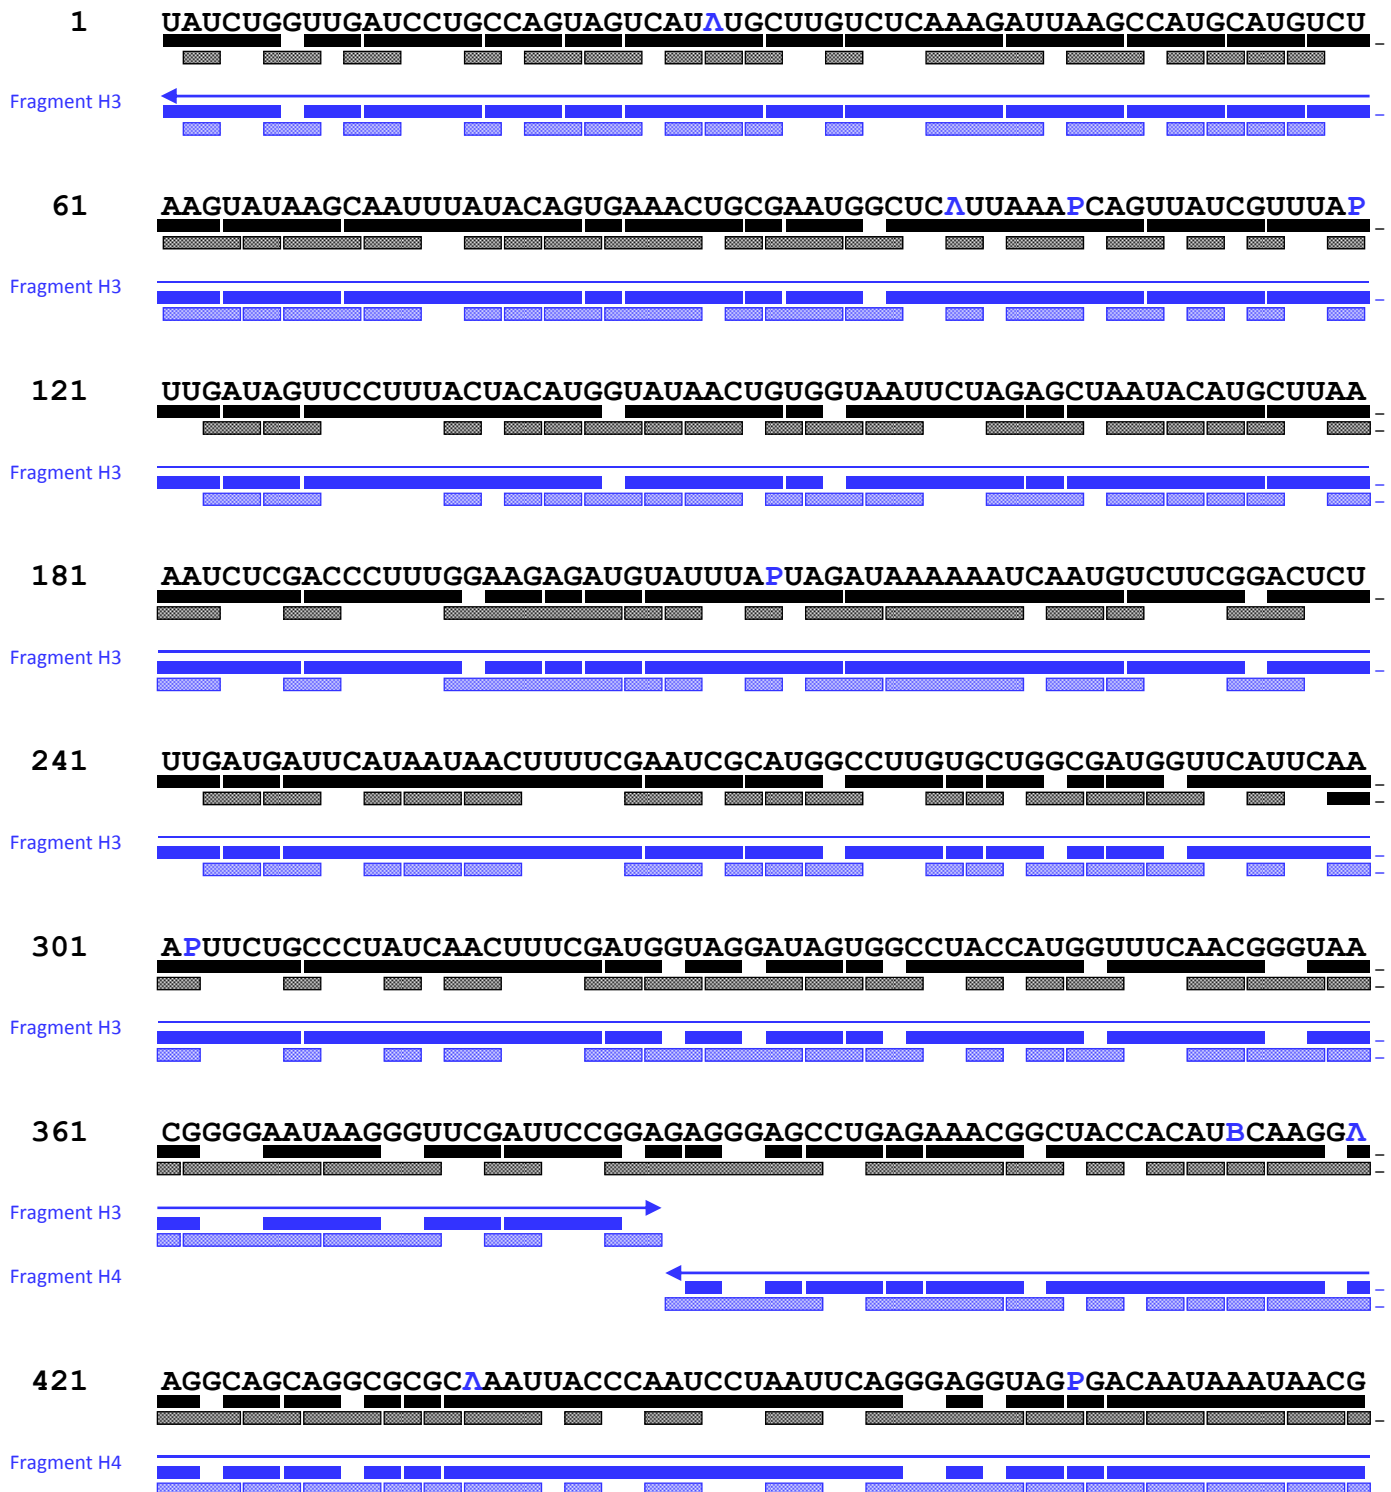 1 UAUCUGGUUGAUCCUGCCAGUAGUCAUΛUGCUUGUCUCAAAGAUUAAGCCAUGCAUGUCU
Fragment H3
61 AAGUAUAAGCAAUUUAUACAGUGAAACUGCGAAUGGCUCΛUUAAAPCAGUUAUCGUUUAP
Fragment H3
121 UUGAUAGUUCCUUUACUACAUGGUAUAACUGUGGUAAUUCUAGAGCUAAUACAUGCUUAA
Fragment H3
181 AAUCUCGACCCUUUGGAAGAGAUGUAUUUAPUAGAUAAAAAAUCAAUGUCUUCGGACUCU
Fragment H3
241 UUGAUGAUUCAUAAUAACUUUUCGAAUCGCAUGGCCUUGUGCUGGCGAUGGUUCAUUCAA
Fragment H3
301 APUUCUGCCCUAUCAACUUUCGAUGGUAGGAUAGUGGCCUACCAUGGUUUCAACGGGUAA
Fragment H3
361 CGGGGAAUAAGGGUUCGAUUCCGGAGAGGGAGCCUGAGAAACGGCUACCACAUBCAAGGΛ
Fragment H3
Fragment H4
421 AGGCAGCAGGCGCGCΛAAUUACCCAAUCCUAAUUCAGGGAGGUAGPGACAAUAAAUAACG
Fragment H4